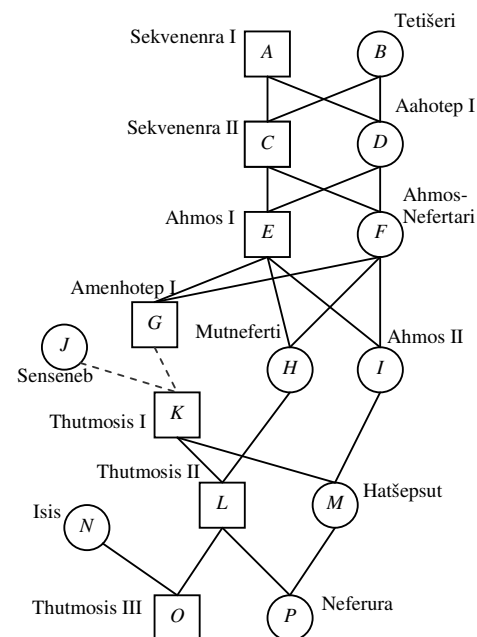 Tetišeri
Sekvenenra I
A
B
Aahotep I
Sekvenenra II
C
D
Ahmos-
Nefertari
Ahmos I
E
F
Amenhotep I
G
Mutneferti
Ahmos II
J
H
I
Senseneb
K
Thutmosis I
Thutmosis II
L
M
Hatšepsut
Isis
N
Thutmosis III
O
P
Neferura